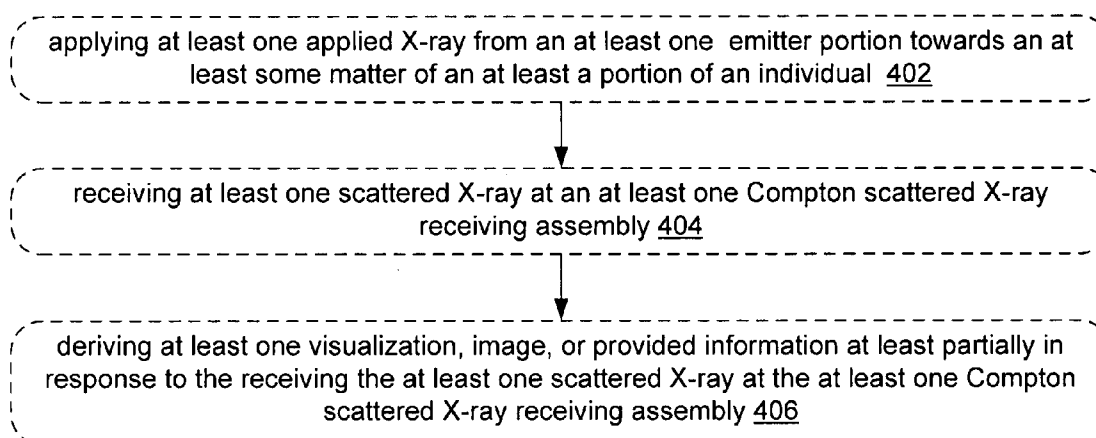 applying at least one applied X-ray from an at least one emitter portion towards an at
least some matter of an at least a portion of an individual 402
receiving at least one scattered X-ray at an at least one Compton scattered X-ray
receiving assembly 404
deriving at least one visualization, image, or provided information at least partially in
response to the receiving the at least one scattered X-ray at the at least one Compton
scattered X-ray receiving assembly 406